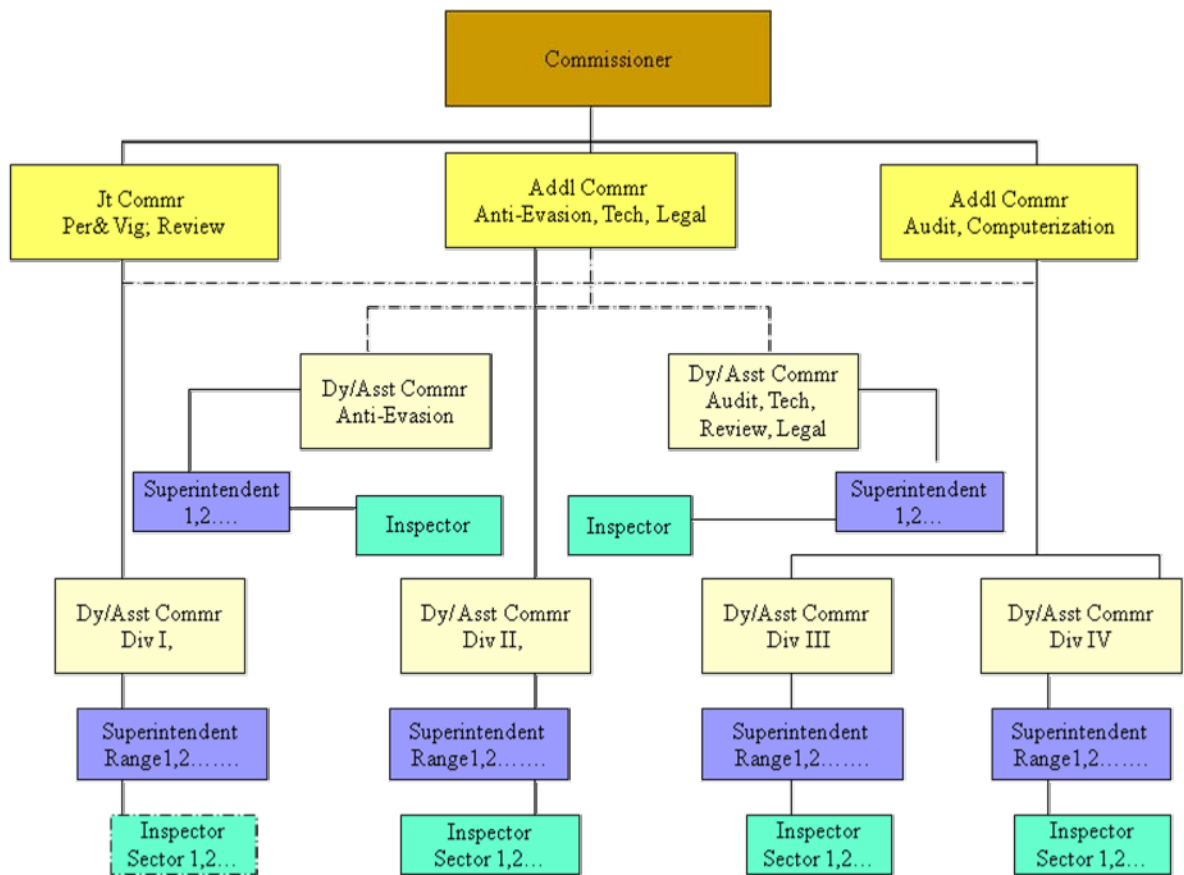 Commissioner
Jt Commr
Per& Vig; Review
Addl Commr
Anti-Evasion, Tech, Legal
Addl Commr
Audit, Computerization
Dy/Asst Commr
Anti-Evasion
Dy/Asst Commr
Audit, Tech,
Review, Legal
Superintendent
1,2....
Inspector
Inspector
Superintendent
1,2...
Dy/Asst Commr
Div I,
Dy/Asst Commr
Div II,
Dy/Asst Commr
Div III
Dy/Asst Commr
Div IV
Superintendent
Range1,2…....
Superintendent
Range1,2…....
Superintendent
Range1,2…....
Superintendent
Range1,2…....
Inspector
Sector 1,2...
Inspector
Sector 1,2...
Inspector
Sector 1,2...
Inspector
Sector 1,2...